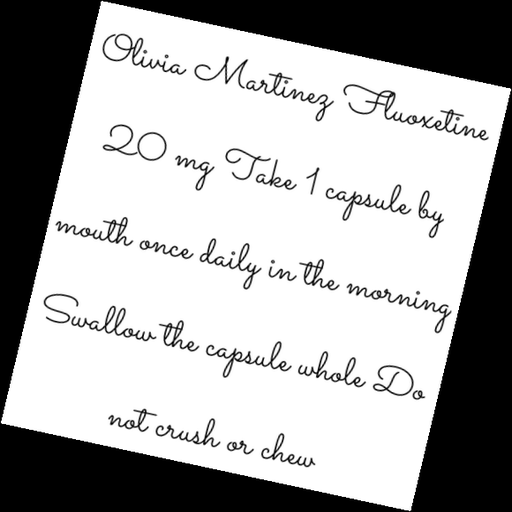 Olivia Martinez Fluoxetine
20 mg Take 1 capsule by
mouth once daily in the morning
Swallow the capsule whole Do
not crush or chew